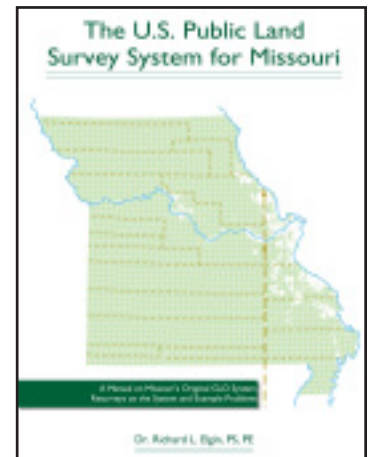 The U.S. Public Land
Survey System for Missouri
A Manual on Missouri's Original GLO System,
Resurveys on the System and Example Problems
Dr. Richard L. Elgin, PS, PE